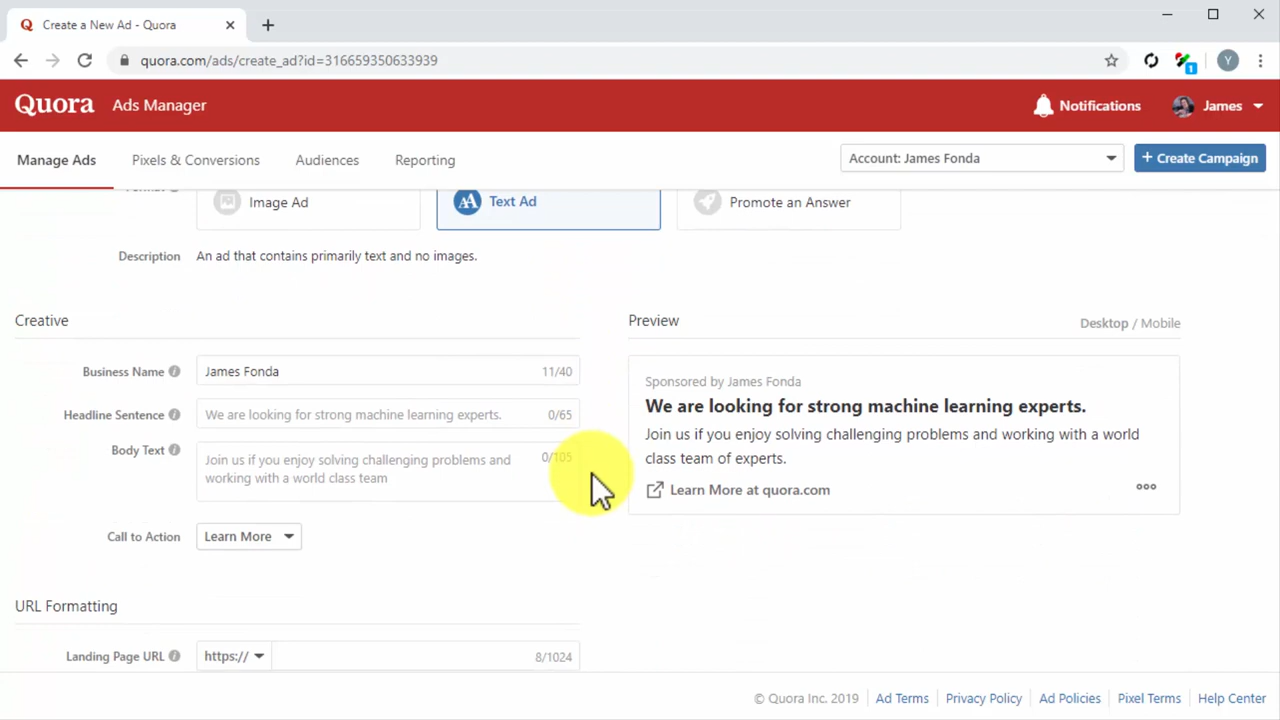 Create a New Ad - Quora
quora.com/ads/create_ad?id=316659350633939
1
Y
Quora Ads Manager
Notifications
James
Manage Ads
Pixels & Conversions
Audiences
Reporting
Account: James Fonda
+ Create Campaign
Image Ad
AA Text Ad
Promote an Answer
Description
An ad that contains primarily text and no images.
Creative
Business Name
James Fonda
11/40
Headline Sentence
We are looking for strong machine learning experts.
0/65
Body Text
Join us if you enjoy solving challenging problems and
working with a world class team
0/105
Call to Action
Learn More
URL Formatting
Landing Page URL
https://
8/1024
Preview
Desktop / Mobile
Sponsored by James Fonda
We are looking for strong machine learning experts.
Join us if you enjoy solving challenging problems and working with a world
class team of experts.
Learn More at quora.com
© Quora Inc. 2019
Ad Terms
Privacy Policy
Ad Policies
Pixel Terms
Help Center